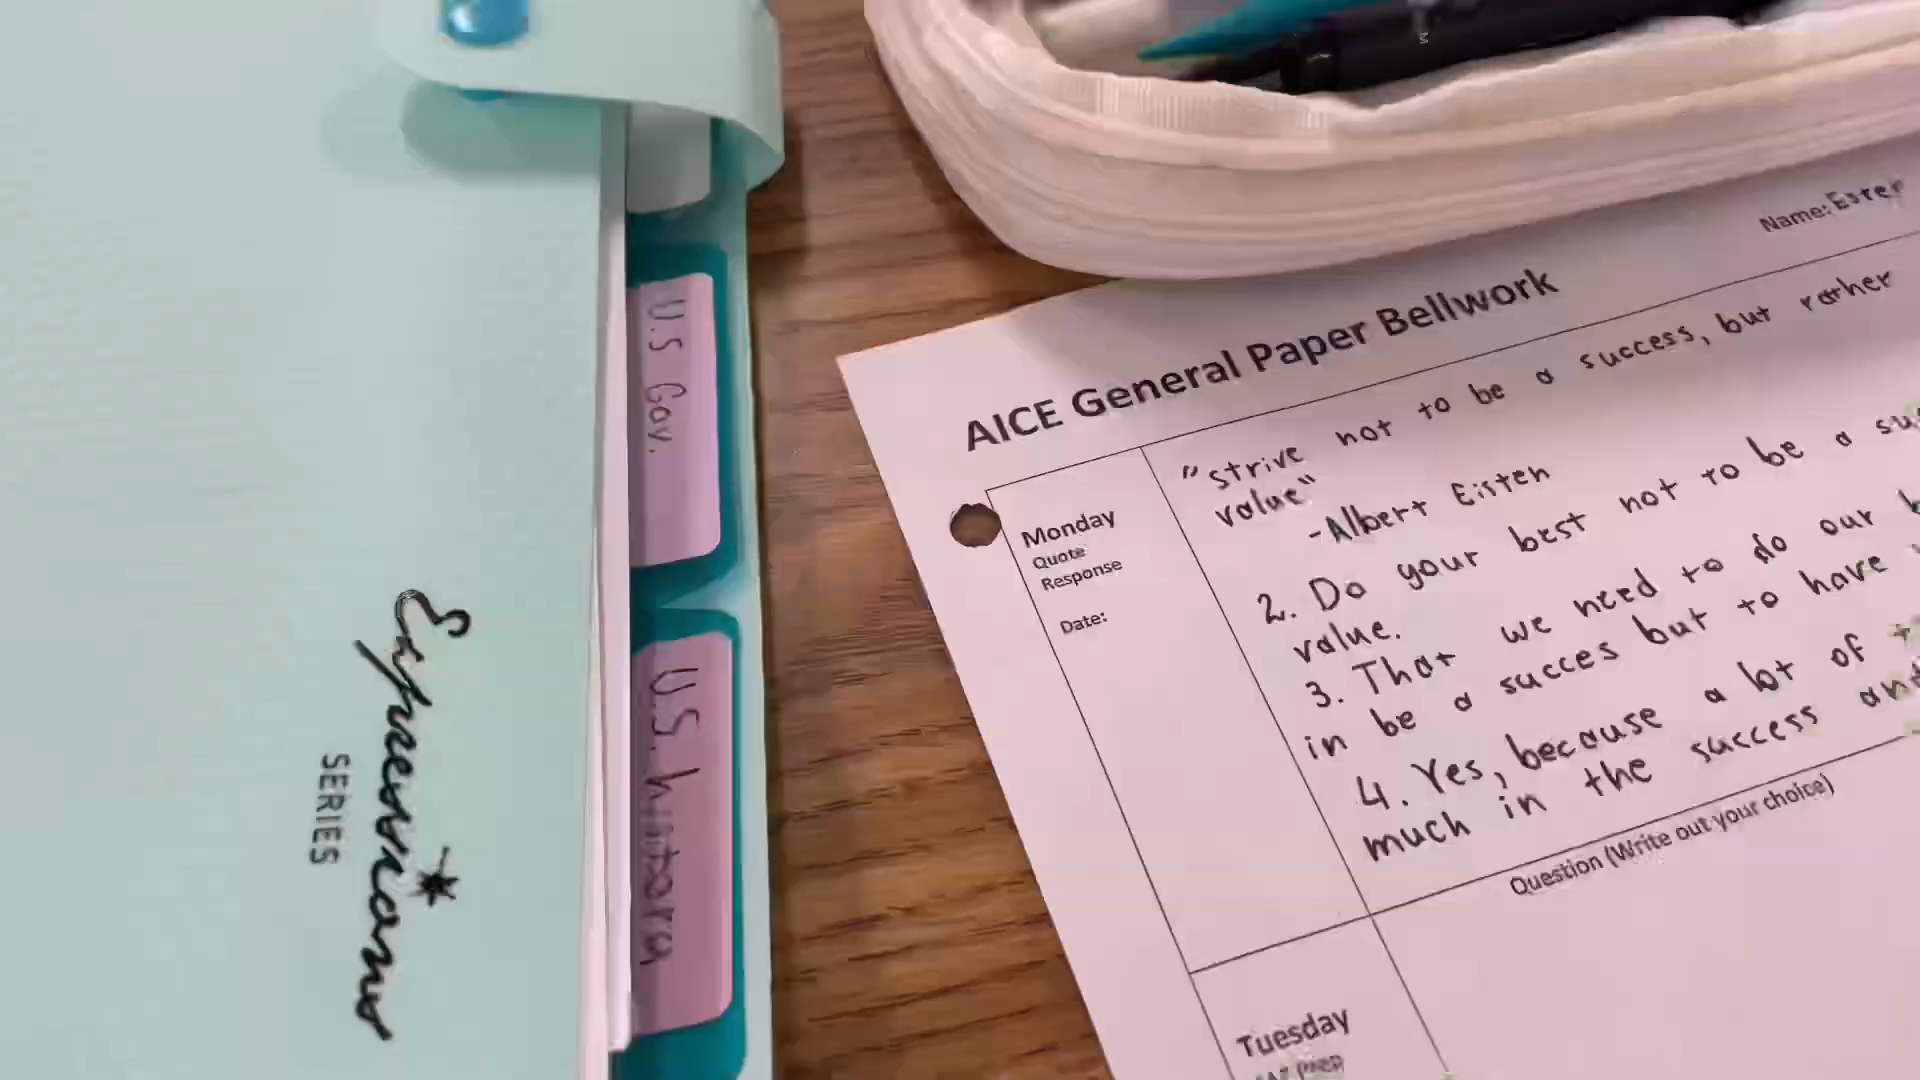 Expressions
SERIES
U.S Gov.
U.S. history
Name: Ester
AICE General Paper Bellwork
Monday
Quote
Response
Date:
"strive not to be a success, but rather
value"
-Albert Eisten
2. Do your best not to be a
value.
3. That we need to do our
in be a succes but to have
4. Yes, because a lot of
much in the success and
Question (Write out your choice)
Tuesday
Prep